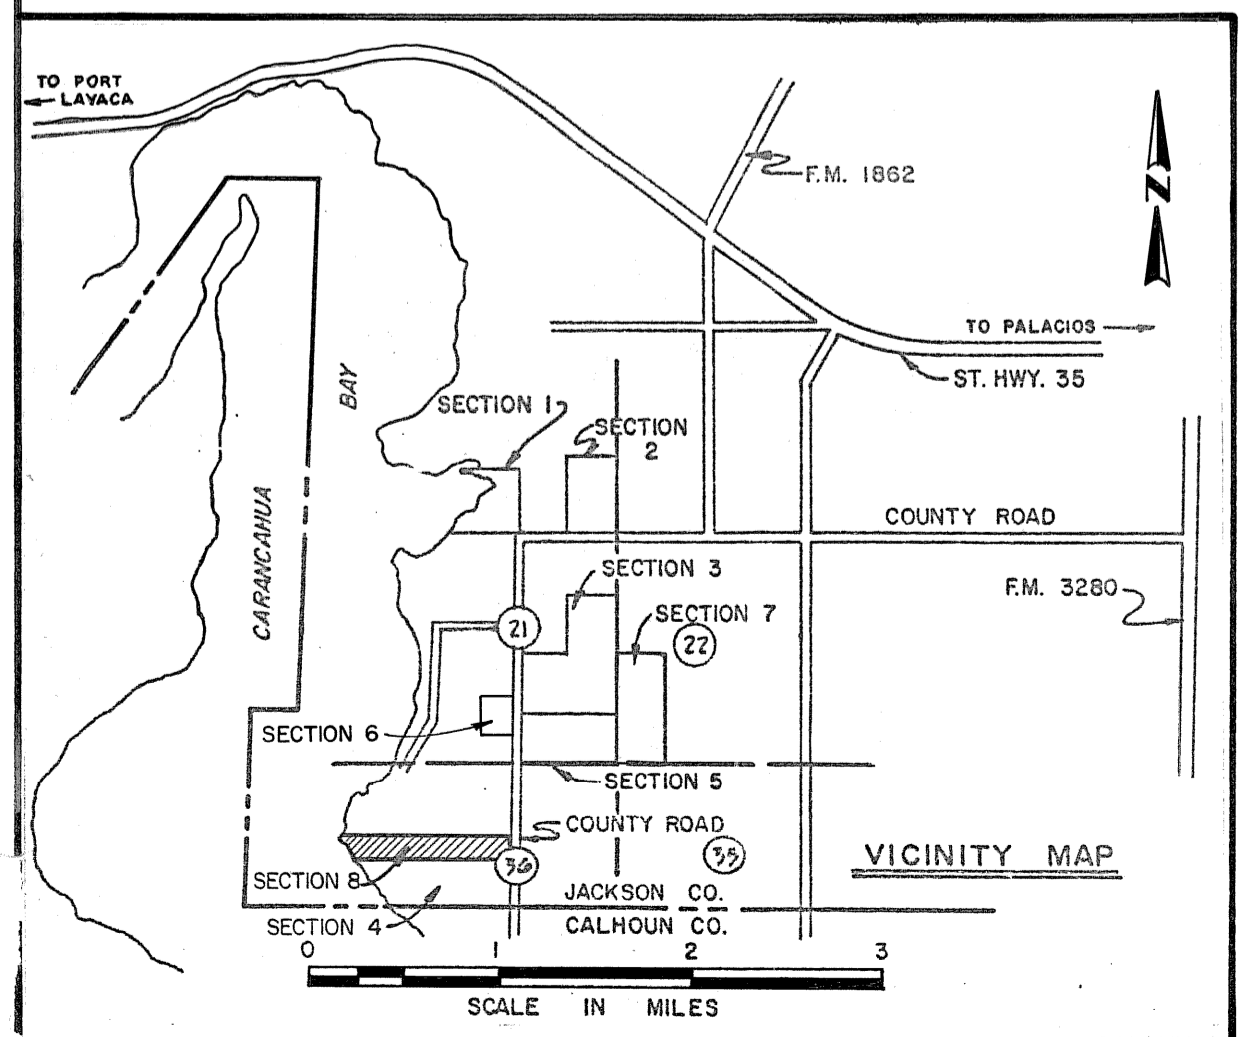 TO PORT
LAVACA
F.M. 1862
N
TO PALACIOS
ST. HWY. 35
BAY
SECTION 1
SECTION
2
CARANCAHUA
COUNTY ROAD
SECTION 3
F.M. 3280
SECTION 7
21
22
SECTION 6
SECTION 5
COUNTY ROAD
35
VICINITY MAP
36
SECTION 8
JACKSON CO.
SECTION 4
CALHOUN CO.
0 1 2 3
SCALE IN MILES